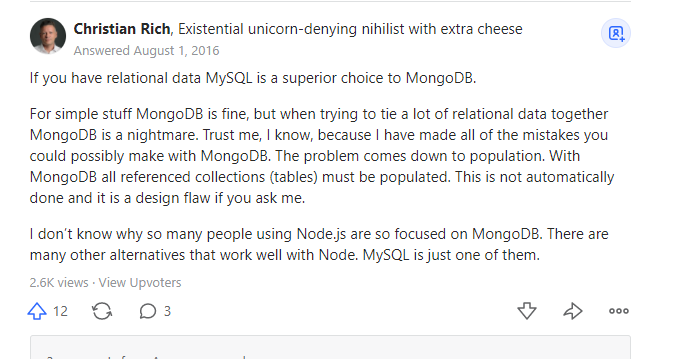 Christian Rich, Existential unicorn-denying nihilist with extra cheese
Answered August 1, 2016
If you have relational data MySQL is a superior choice to MongoDB.
For simple stuff MongoDB is fine, but when trying to tie a lot of relational data together
MongoDB is a nightmare. Trust me, I know, because I have made all of the mistakes you
could possibly make with MongoDB. The problem comes down to population. With
MongoDB all referenced collections (tables) must be populated. This is not automatically
done and it is a design flaw if you ask me.
I don’t know why so many people using Node.js are so focused on MongoDB. There are
many other alternatives that work well with Node. MySQL is just one of them.
2.6K views · View Upvoters
12 3